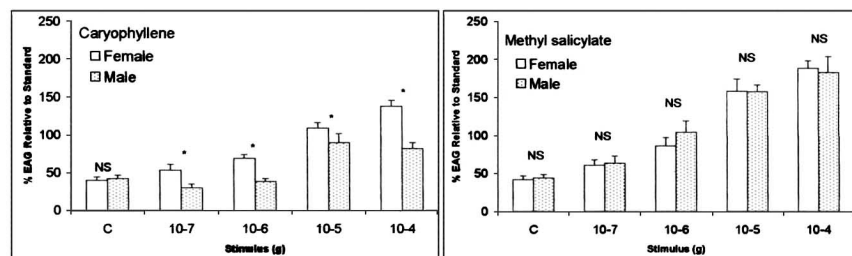 Caryophyllene
Female
Male
% EAG Relative to Standard
250
200
150
100
50
0
NS
*
*
*
*
C
10-7
10-6
10-5
10-4
Stimulus (g)
Methyl salicylate
Female
Male
% EAG Relative to Standard
250
200
150
100
50
0
NS
NS
NS
NS
NS
C
10-7
10-6
10-5
10-4
Stimulus (g)